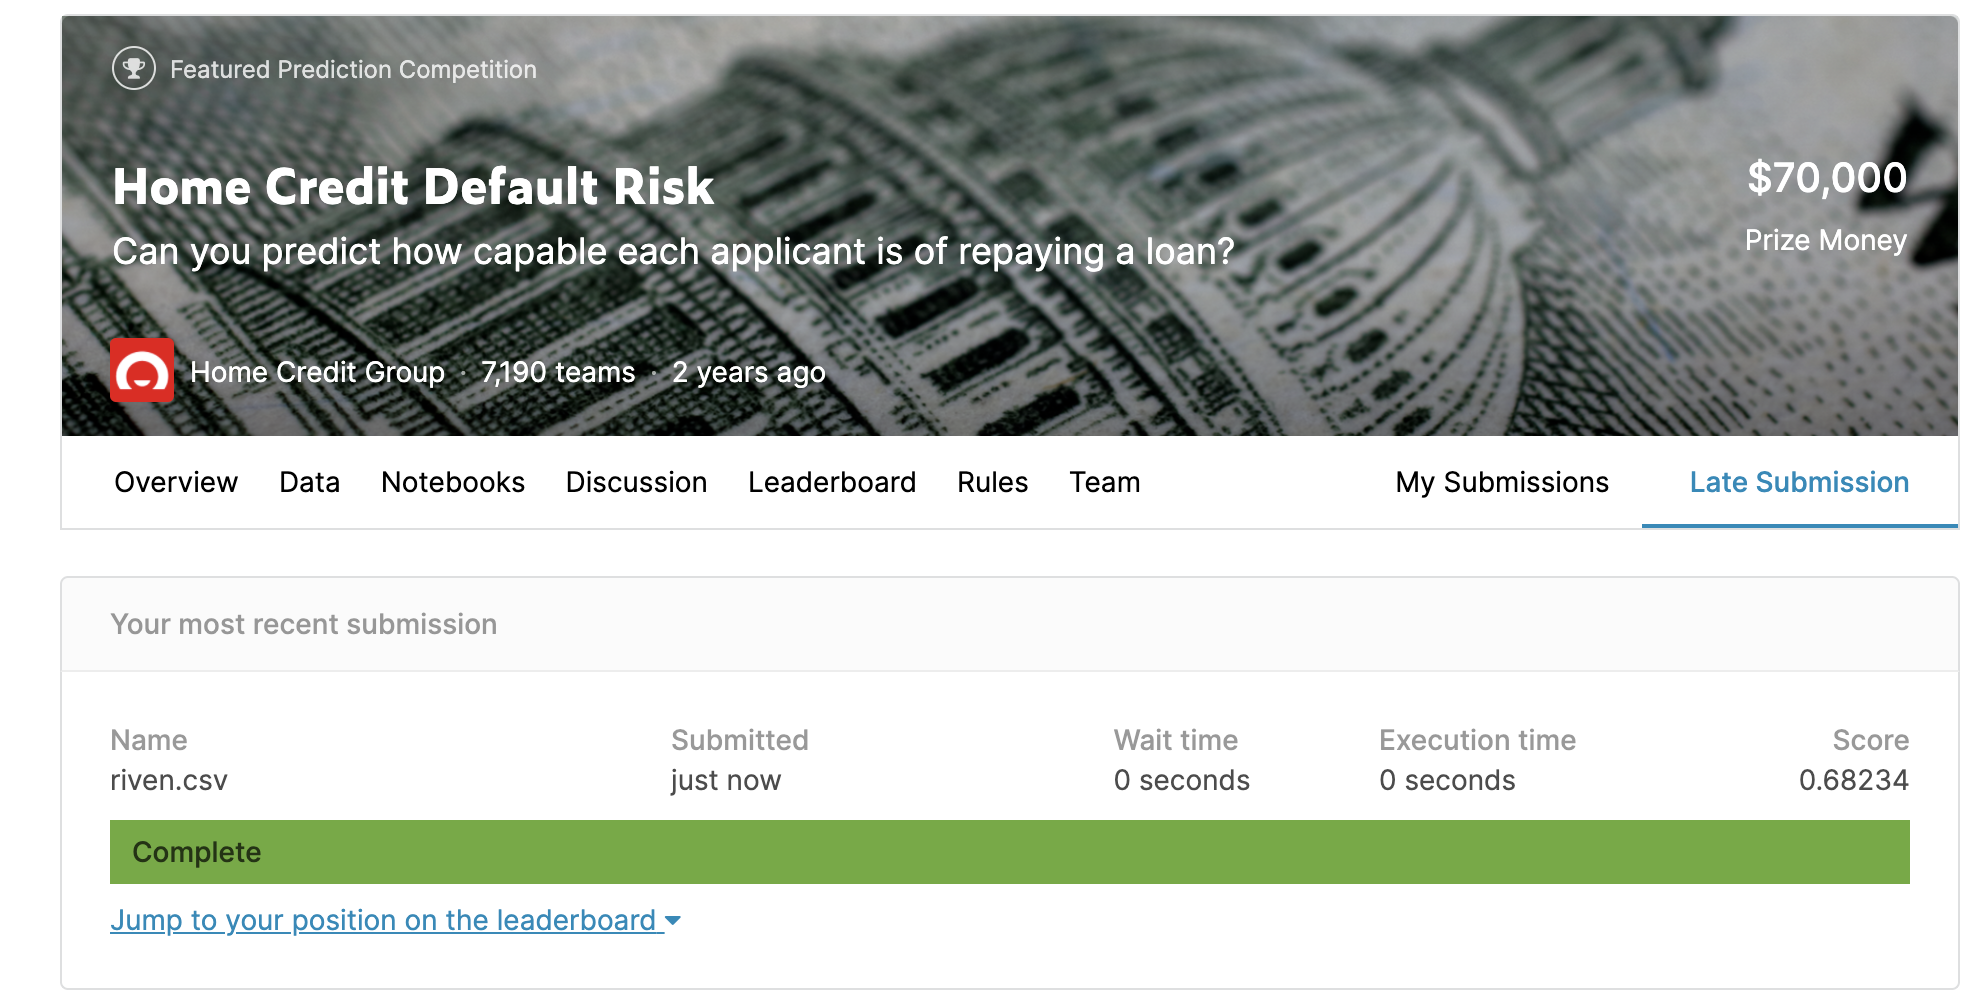 Featured Prediction Competition
Home Credit Default Risk
Can you predict how capable each applicant is of repaying a loan?
$70,000
Prize Money
Home Credit Group · 7,190 teams · 2 years ago
Overview Data Notebooks Discussion Leaderboard Rules Team My Submissions Late Submission
Your most recent submission
Name Submitted Wait time Execution time Score
riven.csv just now 0 seconds 0 seconds 0.68234
Complete
Jump to your position on the leaderboard